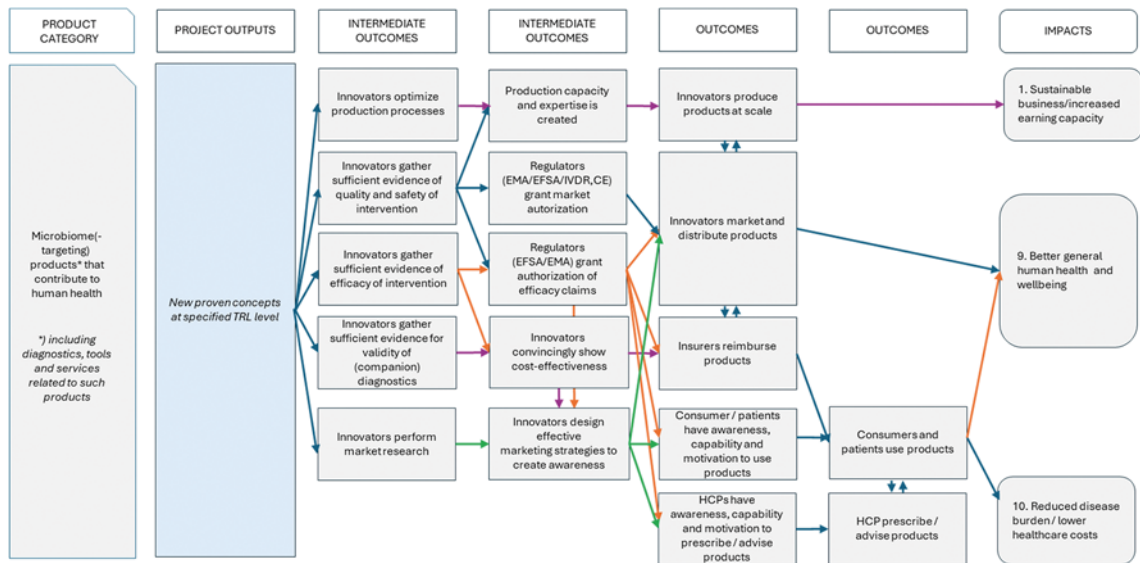 PRODUCT
CATEGORY
PROJECT OUTPUTS
INTERMEDIATE
OUTCOMES
INTERMEDIATE
OUTCOMES
OUTCOMES
OUTCOMES
IMPACTS
Microbiome(-
targeting)
products* that
contribute to
human health
*) including
diagnostics, tools
and services
related to such
products
New proven concepts
at specified TRL level
Innovators optimize
production processes
Innovators gather
sufficient evidence of
quality and safety of
intervention
Innovators gather
sufficient evidence of
efficacy of intervention
Innovators gather
sufficient evidence for
validity of
(companion)
diagnostics
Innovators perform
market research
Production capacity
and expertise is
created
Regulators
(EMA/EFSA/IVDR,CE)
grant market
autorization
Regulators
(EFSA/EMA) grant
authorization of
efficacy claims
Innovators
convincingly show
cost-effectiveness
Innovators design
effective
marketing strategies to
create awareness
Innovators produce
products at scale
Innovators market and
distribute products
Insurers reimburse
products
Consumer / patients
have awareness,
capability and
motivation to use
products
HCPs have
awareness, capability
and motivation to
prescribe / advise
products
Consumers and
patients use products
HCP prescribe /
advise products
1. Sustainable
business/increased
earning capacity
9. Better general
human health and
wellbeing
10. Reduced disease
burden / lower
healthcare costs